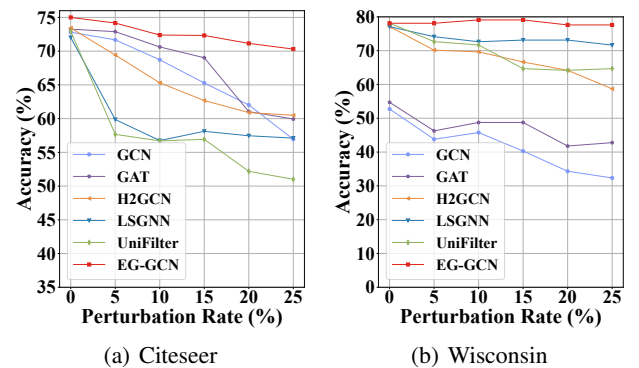 Accuracy (%)
75
70
65
60
55
50
45
40
35
GCN
GAT
H2GCN
LSGNN
UniFilter
EG-GCN
0 5 10 15 20 25
Perturbation Rate (%)
(a) Citeseer
Accuracy (%)
80
70
60
50
40
30
20
10
0
GCN
GAT
H2GCN
LSGNN
UniFilter
EG-GCN
0 5 10 15 20 25
Perturbation Rate (%)
(b) Wisconsin